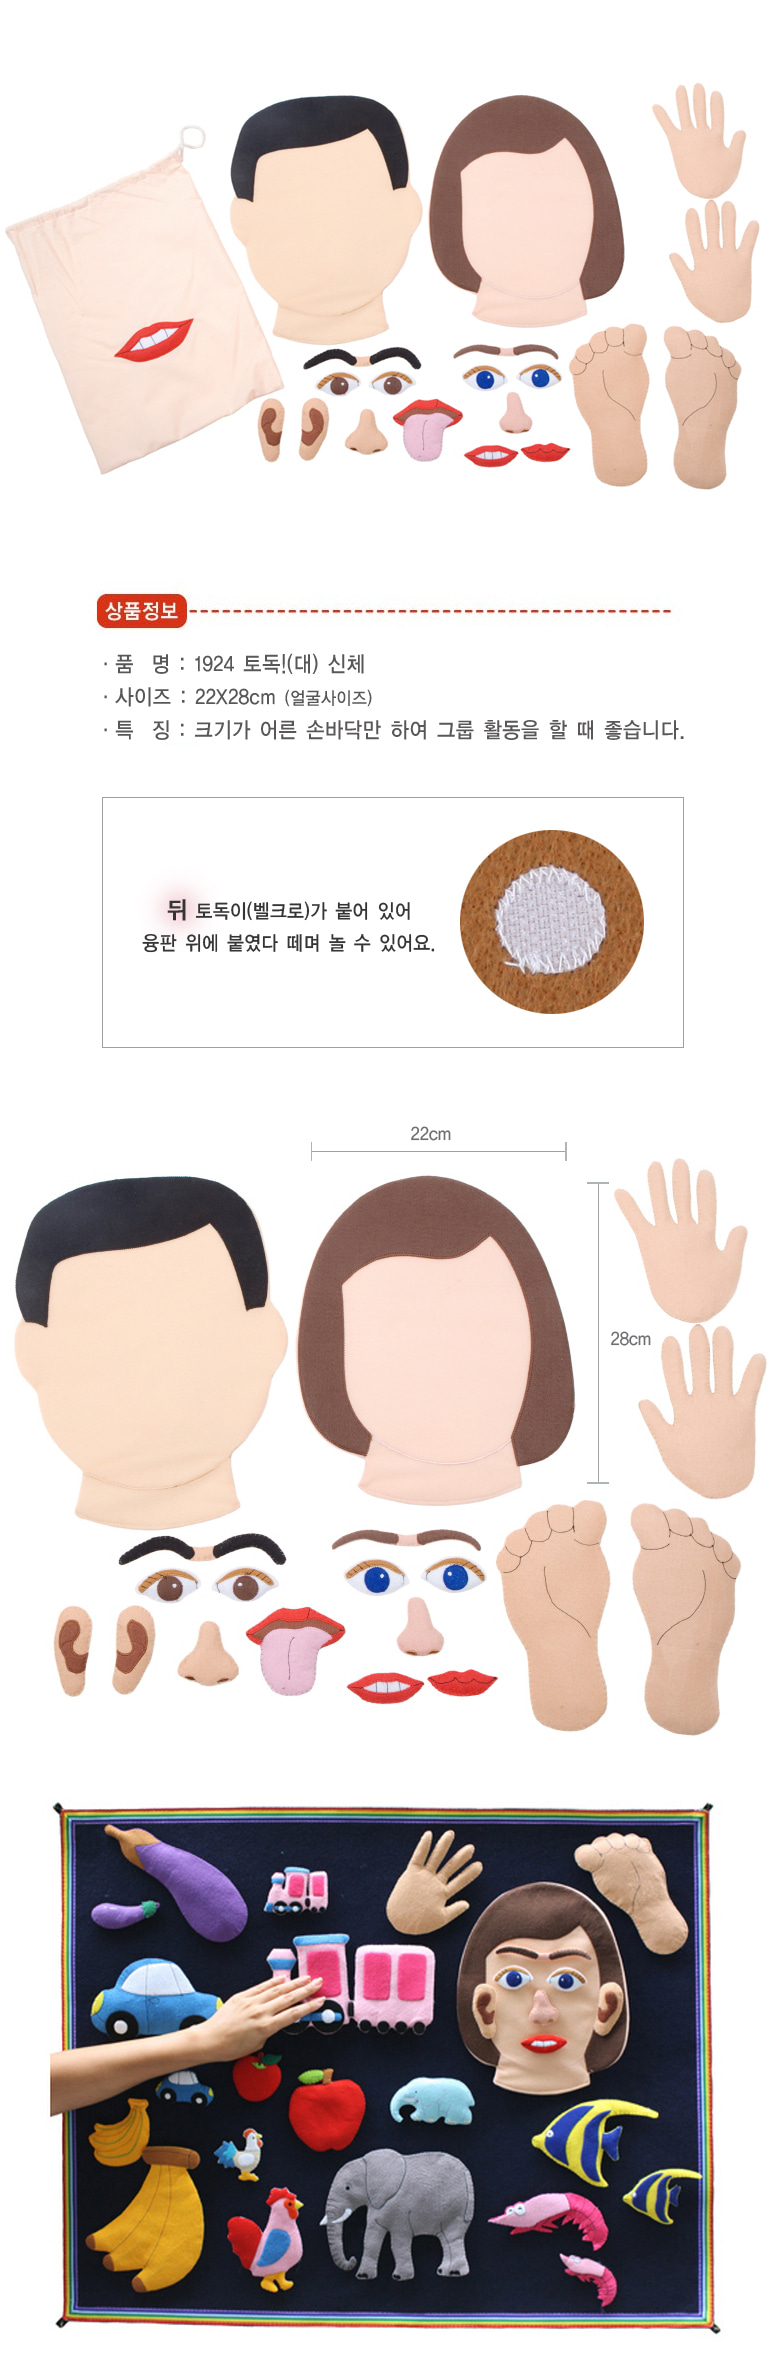 상품정보
· 품 명 : 1924 토독!(대) 신체
· 사이즈 : 22X28cm (얼굴사이즈)
· 특 징 : 크기가 어른 손바닥만 하여 그룹 활동을 할 때 좋습니다.
뒤 토독이(벨크로)가 붙어 있어
융판 위에 붙였다 떼며 놀 수 있어요.
22cm
28cm